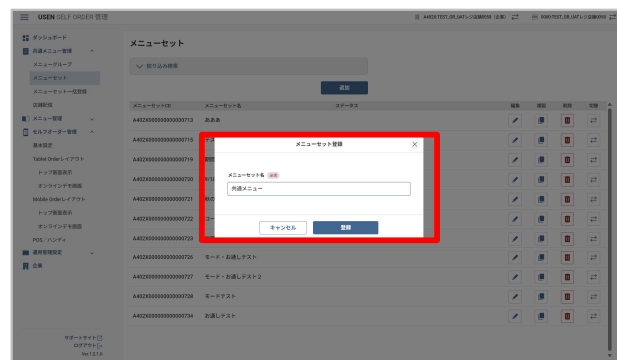 USEN SELF ORDER 管理
ダッシュボード
共通メニュー管理
メニューグループ
メニューセット
メニューセット一括登録
店舗配信
メニュー管理
セルフオーダー管理
基本設定
Tablet Orderレイアウト
トップ画面表示
オンラインデモ画面
Mobile Orderレイアウト
トップ画面表示
オンラインデモ画面
POS／ハンディ
運用管理設定
企業
サポートサイト
ログアウト
Ver.1.21.0
メニューセット
絞り込み検索
追加
メニューセットCD メニューセット名 ステータス 編集 複製 削除 切替
A402X000000000000713 あああ
A402X000000000000715
A402X000000000000719
A402X000000000000720
A402X000000000000721
A402X000000000000722
A402X000000000000723
A402X000000000000726 モード・お通しテスト
A402X000000000000727 モード・お通しテスト2
A402X000000000000728 モードテスト
A402X000000000000734 お通しテスト
メニューセット登録
メニューセット名 必須
共通メニュー
キャンセル 登録